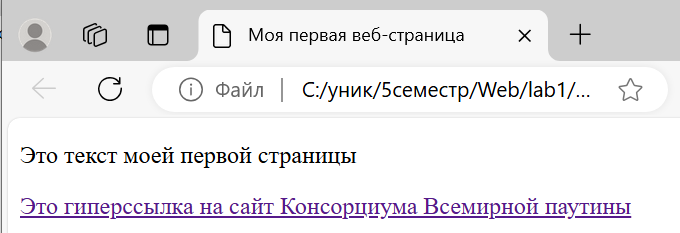 Моя первая веб-страница
Файл C:/уник/5семестр/Web/lab1/...
Это текст моей первой страницы
Это гиперссылка на сайт Консорциума Всемирной паутины